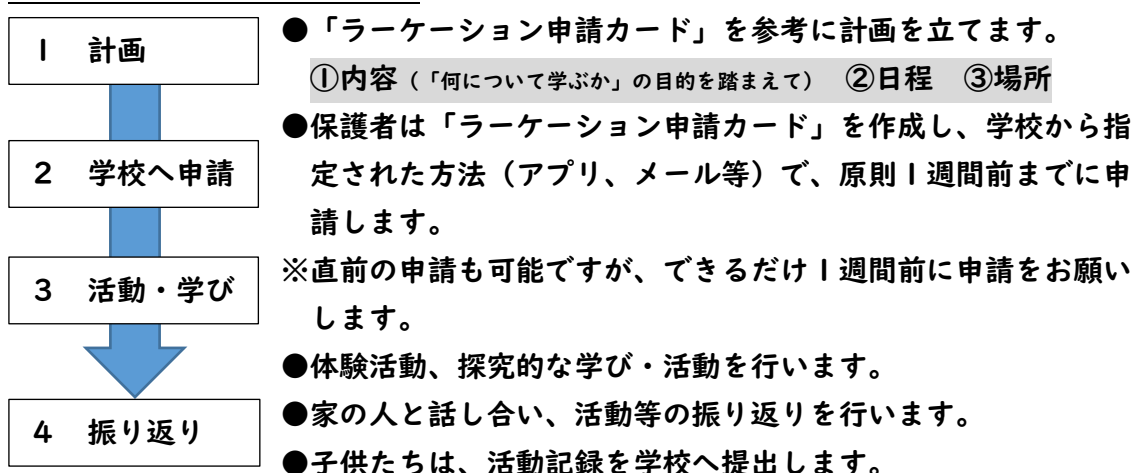 1 計画
●「ラーケーション申請カード」を参考に計画を立てます。
①内容（「何について学ぶか」の目的を踏まえて） ②日程 ③場所
2 学校へ申請
●保護者は「ラーケーション申請カード」を作成し、学校から指
定された方法（アプリ、メール等）で、原則1週間前までに申
請します。
※直前の申請も可能ですが、できるだけ1週間前に申請をお願い
します。
3 活動・学び
●体験活動、探究的な学び・活動を行います。
4 振り返り
●家の人と話し合い、活動等の振り返りを行います。
●子供たちは、活動記録を学校へ提出します。